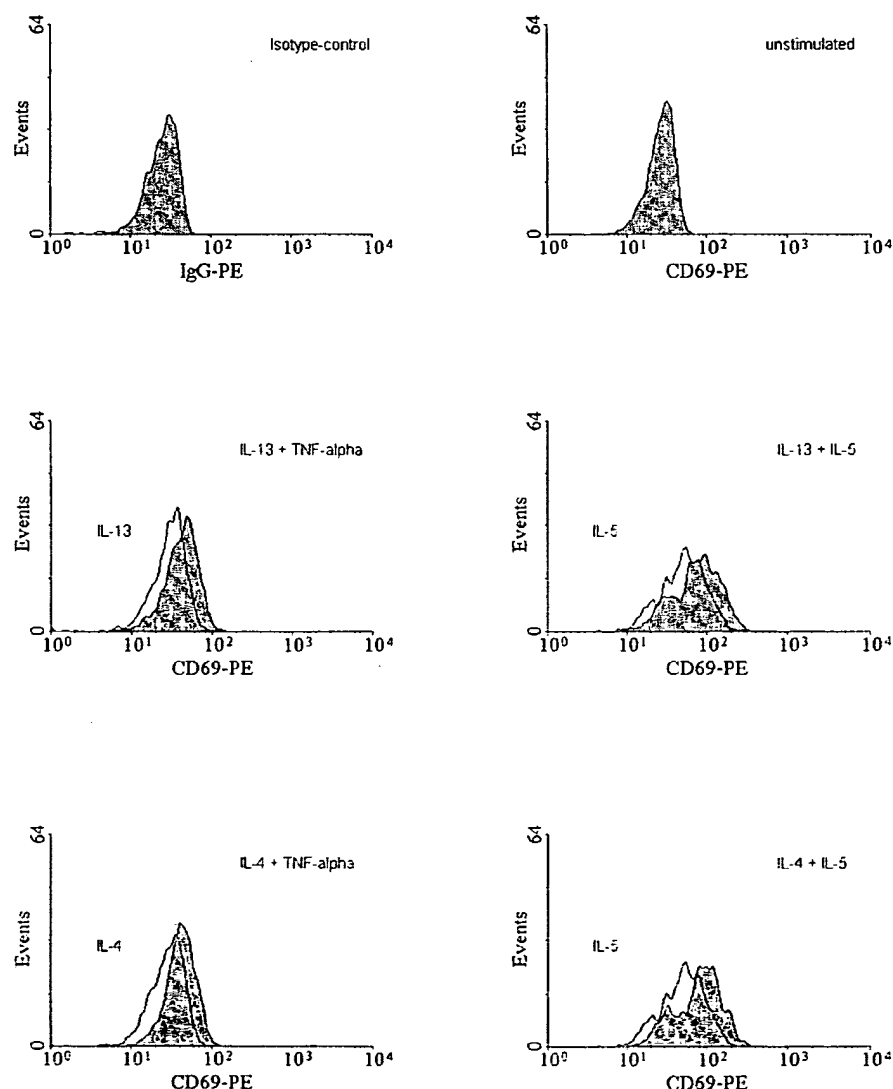 64
Isotype-control
Events
0
10⁰ 10¹ 10² 10³ 10⁴
IgG-PE
64
unstimulated
Events
0
10⁰ 10¹ 10² 10³ 10⁴
CD69-PE
64
IL-13 + TNF-alpha
IL-13
Events
0
10⁰ 10¹ 10² 10³ 10⁴
CD69-PE
64
IL-13 + IL-5
IL-5
Events
0
10⁰ 10¹ 10² 10³ 10⁴
CD69-PE
64
IL-4 + TNF-alpha
IL-4
Events
0
10⁰ 10¹ 10² 10³ 10⁴
CD69-PE
64
IL-4 + IL-5
IL-5
Events
0
10⁰ 10¹ 10² 10³ 10⁴
CD69-PE